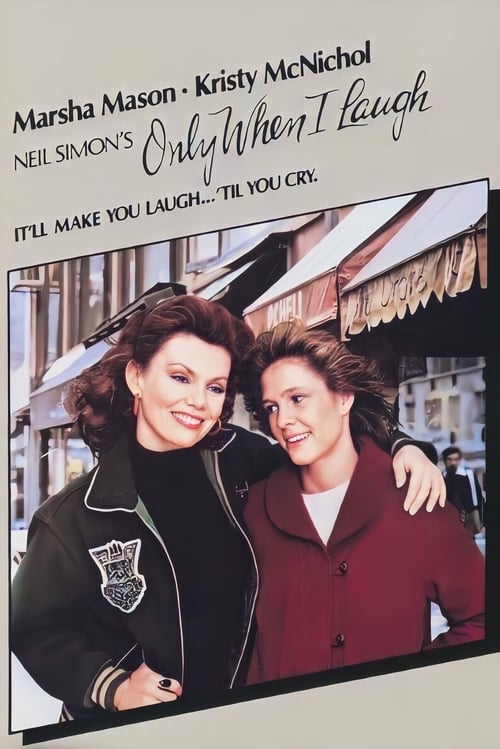 Marsha Mason · Kristy McNichol
NEIL SIMON'S Only When I Laugh
IT'LL MAKE YOU LAUGH...'TIL YOU CRY.